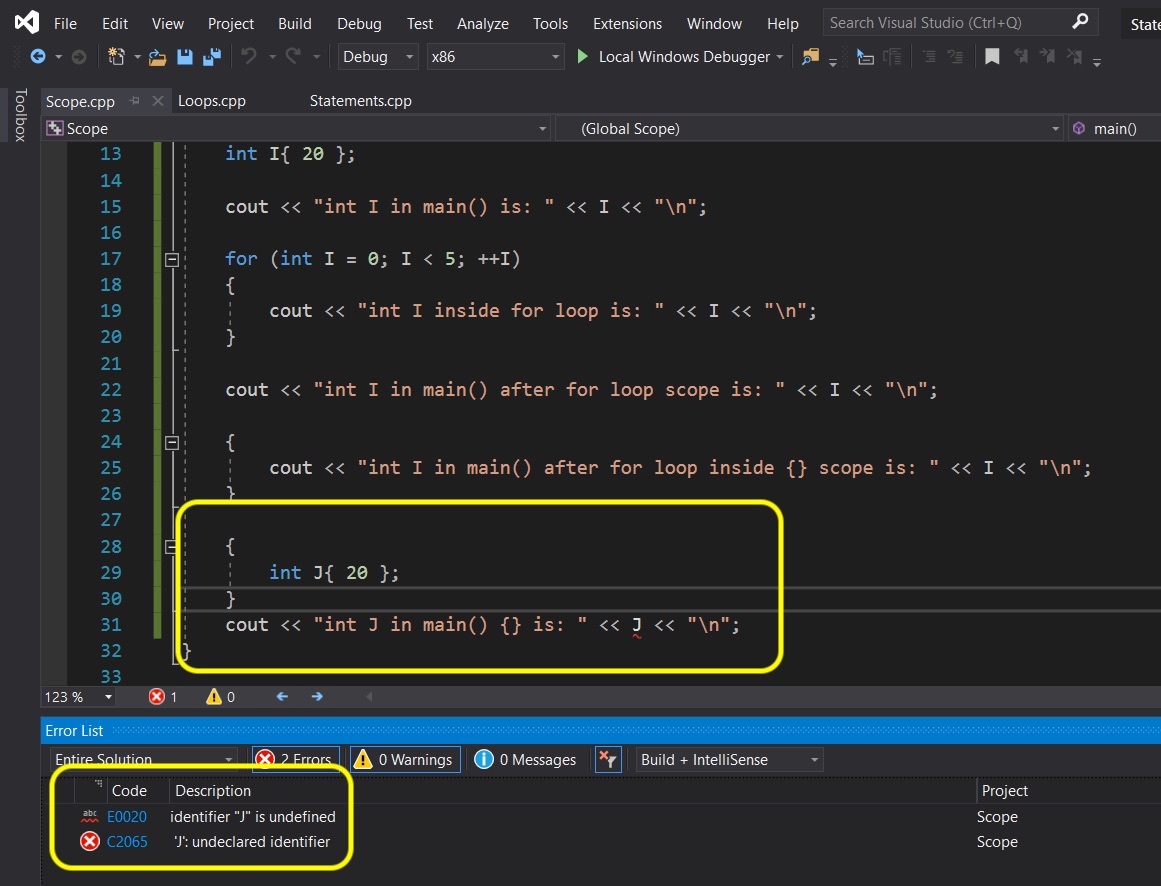 File Edit View Project Build Debug Test Analyze Tools Extensions Window Help Search Visual Studio (Ctrl+Q) State
Debug x86 Local Windows Debugger
Toolbox
Scope.cpp Loops.cpp Statements.cpp
Scope (Global Scope) main()
13 int I{ 20 };
14
15 cout << "int I in main() is: " << I << "\n";
16
17 for (int I = 0; I < 5; ++I)
18 {
19 cout << "int I inside for loop is: " << I << "\n";
20 }
21
22 cout << "int I in main() after for loop scope is: " << I << "\n";
23
24 {
25 cout << "int I in main() after for loop inside {} scope is: " << I << "\n";
26 }
27
28 {
29 int J{ 20 };
30 }
31 cout << "int J in main() {} is: " << J << "\n";
32 }
33
123 % 1 0
Error List
Entire Solution 2 Errors 0 Warnings 0 Messages Build + IntelliSense
Code Description Project
abc E0020 identifier "J" is undefined Scope
C2065 'J': undeclared identifier Scope